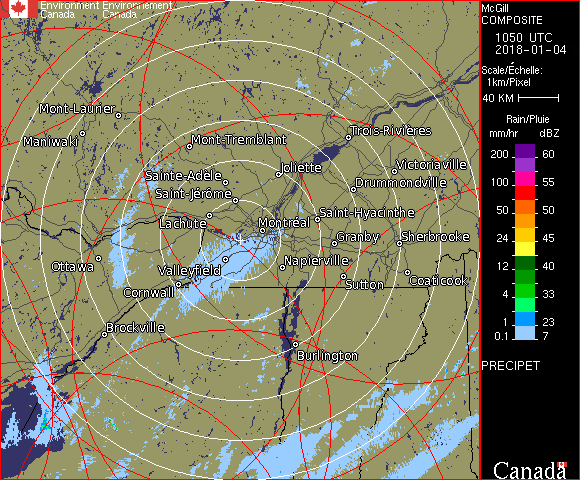 Environment Environnement
Canada Canada
McGill
COMPOSITE
1050 UTC
2018-01-04
Scale/Échelle:
1km/Pixel
40 KM
Rain/Pluie
mm/hr dBZ
200 60
100 55
50 50
24 45
12 40
4 33
1 23
0.1 7
PRECIPET
Canada
Mont-Laurier
Maniwaki
Mont-Tremblant
Trois-Rivières
Sainte-Adèle
Joliette
Victoriaville
Saint-Jérôme
Drummondville
Lachute
Montréal
Saint-Hyacinthe
Granby
Sherbrooke
Ottawa
Valleyfield
Napierville
Cornwall
Sutton
Coaticook
Brockville
Burlington